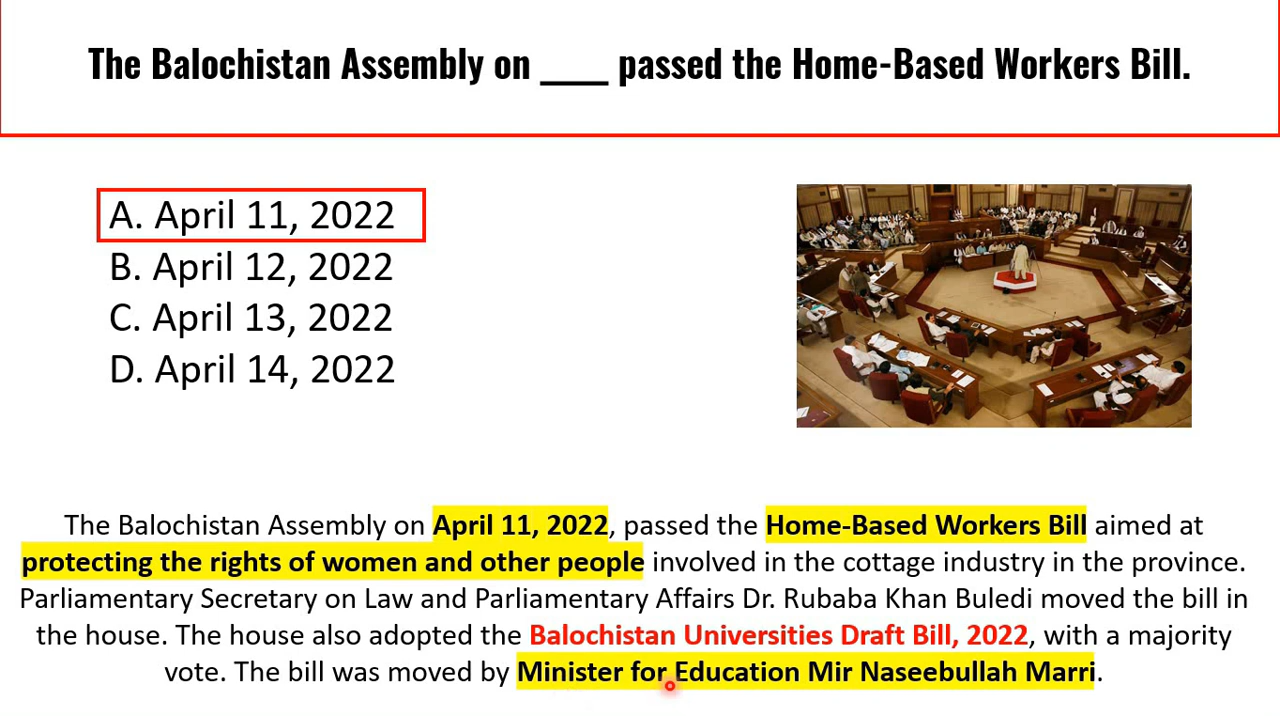 The Balochistan Assembly on ____ passed the Home-Based Workers Bill.
A. April 11, 2022
B. April 12, 2022
C. April 13, 2022
D. April 14, 2022
The Balochistan Assembly on April 11, 2022, passed the Home-Based Workers Bill aimed at
protecting the rights of women and other people involved in the cottage industry in the province.
Parliamentary Secretary on Law and Parliamentary Affairs Dr. Rubaba Khan Buledi moved the bill in
the house. The house also adopted the Balochistan Universities Draft Bill, 2022, with a majority
vote. The bill was moved by Minister for Education Mir Naseebullah Marri.